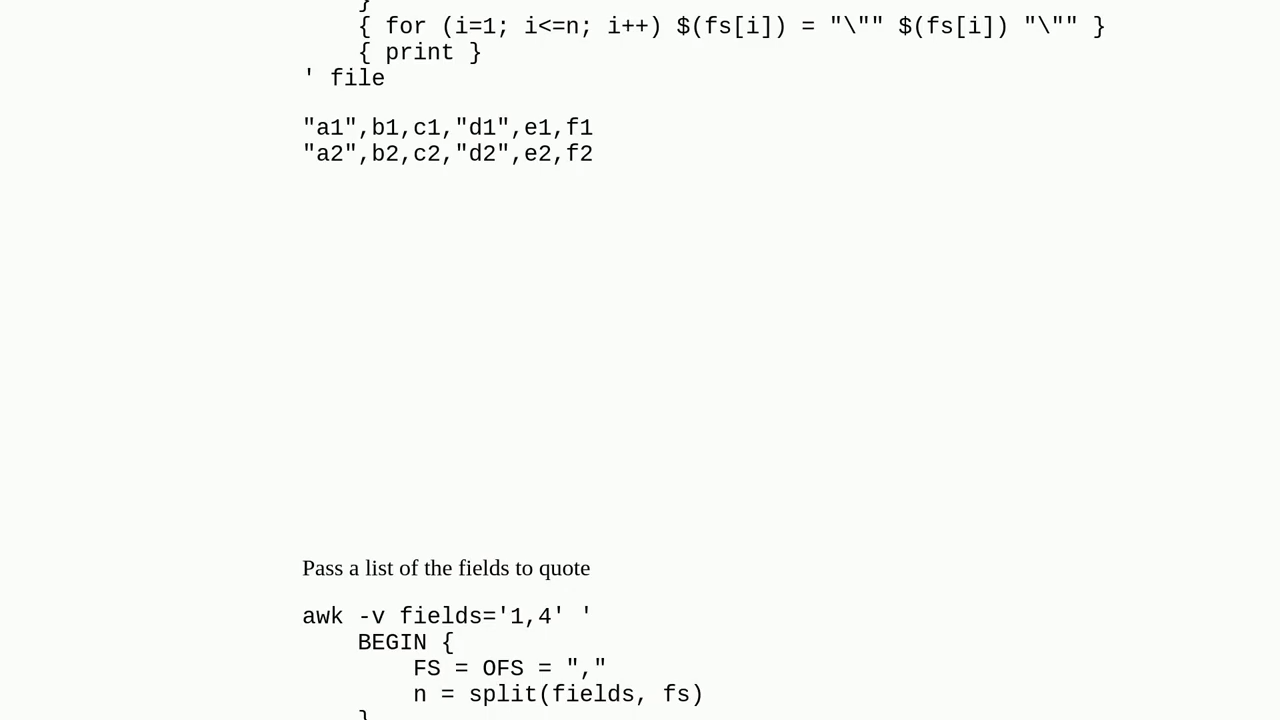 }
{ for (i=1; i<=n; i++) $(fs[i]) = "\"" $(fs[i]) "\"" }
{ print }
' file
"a1",b1,c1,"d1",e1,f1
"a2",b2,c2,"d2",e2,f2
Pass a list of the fields to quote
awk -v fields='1,4' '
BEGIN {
FS = OFS = ","
n = split(fields, fs)
}